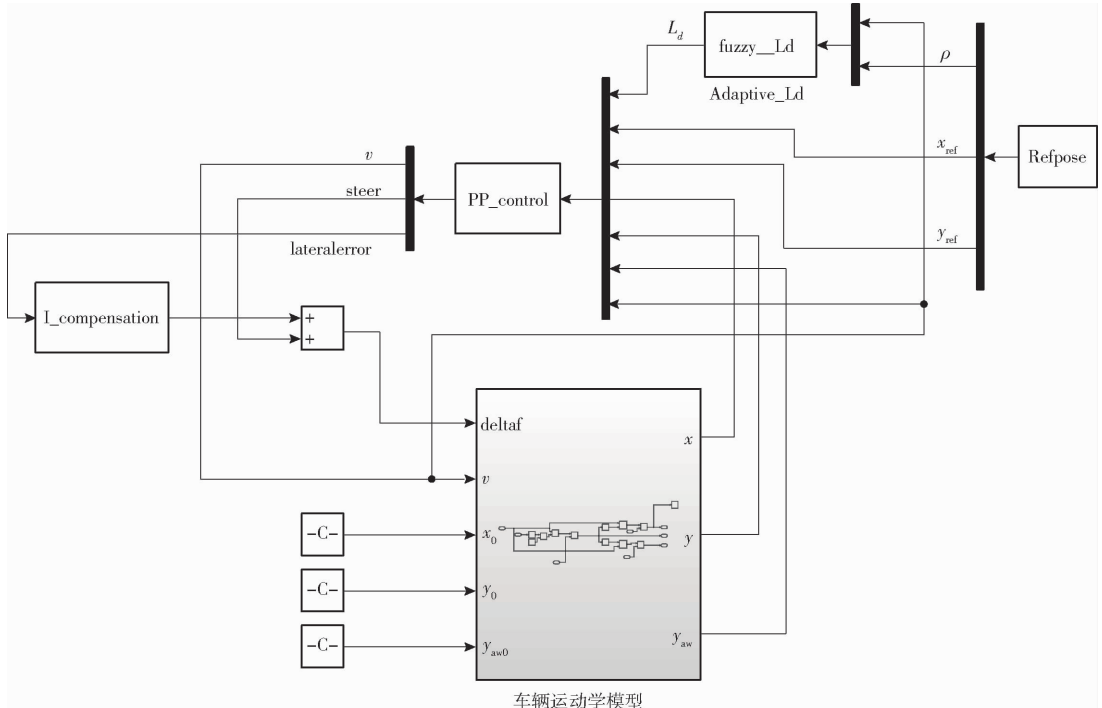 L_d
fuzzy__Ld
Adaptive_Ld
ρ
x_ref
Refpose
y_ref
v
steer
lateralerror
PP_control
I_compensation
+
+
deltaf
v
x_0
y_0
y_aw0
x
y
y_aw
-C-
-C-
-C-
车辆运动学模型